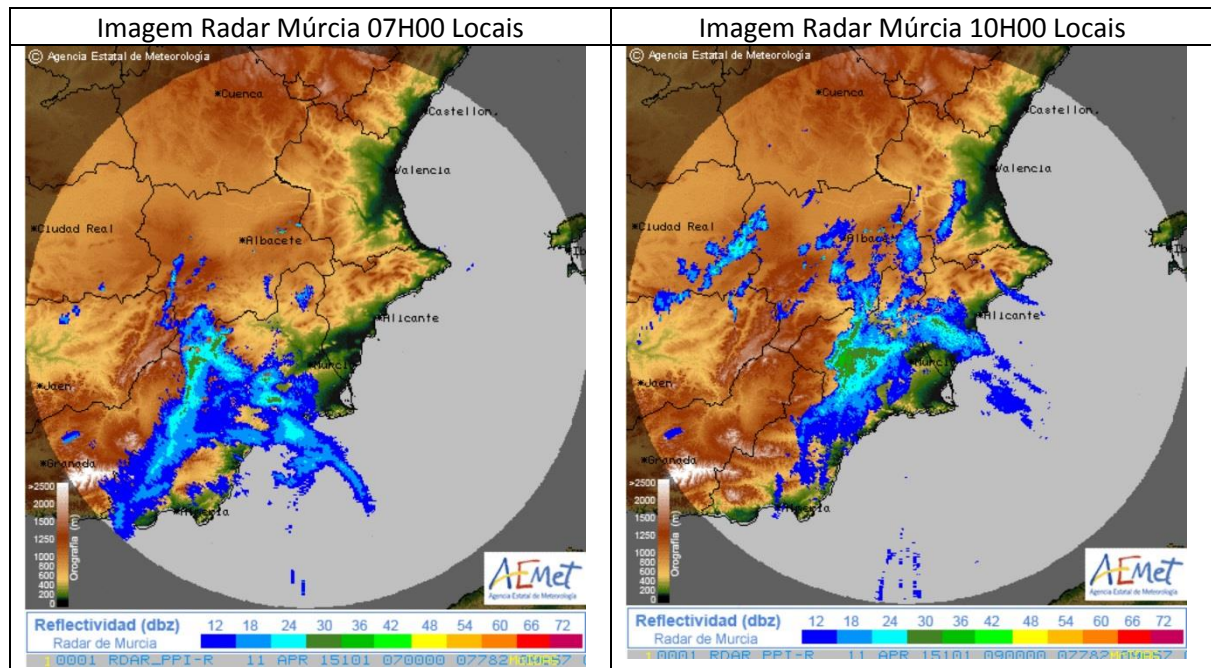 Imagem Radar Múrcia 07H00 Locais
© Agencia Estatal de Meteorología
*Cuenca
Castellon.
Valencia
*Ciudad Real
*Albacete
Ib
*Alicante
*Murcia
*Jaen
*Granada
*Almeria
>2500
2000
1500
1250
1000
800
600
400
200
0
Orografía (m)
AEMet
Agencia Estatal de Meteorología
Reflectividad (dbz)
Radar de Murcia
12 18 24 30 36 42 48 54 60 66 72
1 0001 RDAR_PPI-R 11 APR 15101 070000 07782
Imagem Radar Múrcia 10H00 Locais
© Agencia Estatal de Meteorología
*Cuenca
Castellon.
Valencia
*Ciudad Real
*Albacete
Ib
*Alicante
*Murcia
*Jaen
*Granada
*Almeria
>2500
2000
1500
1250
1000
800
600
400
200
0
Orografía (m)
AEMet
Agencia Estatal de Meteorología
Reflectividad (dbz)
Radar de Murcia
12 18 24 30 36 42 48 54 60 66 72
1 0001 RDAR_PPI-R 11 APR 15101 090000 07782